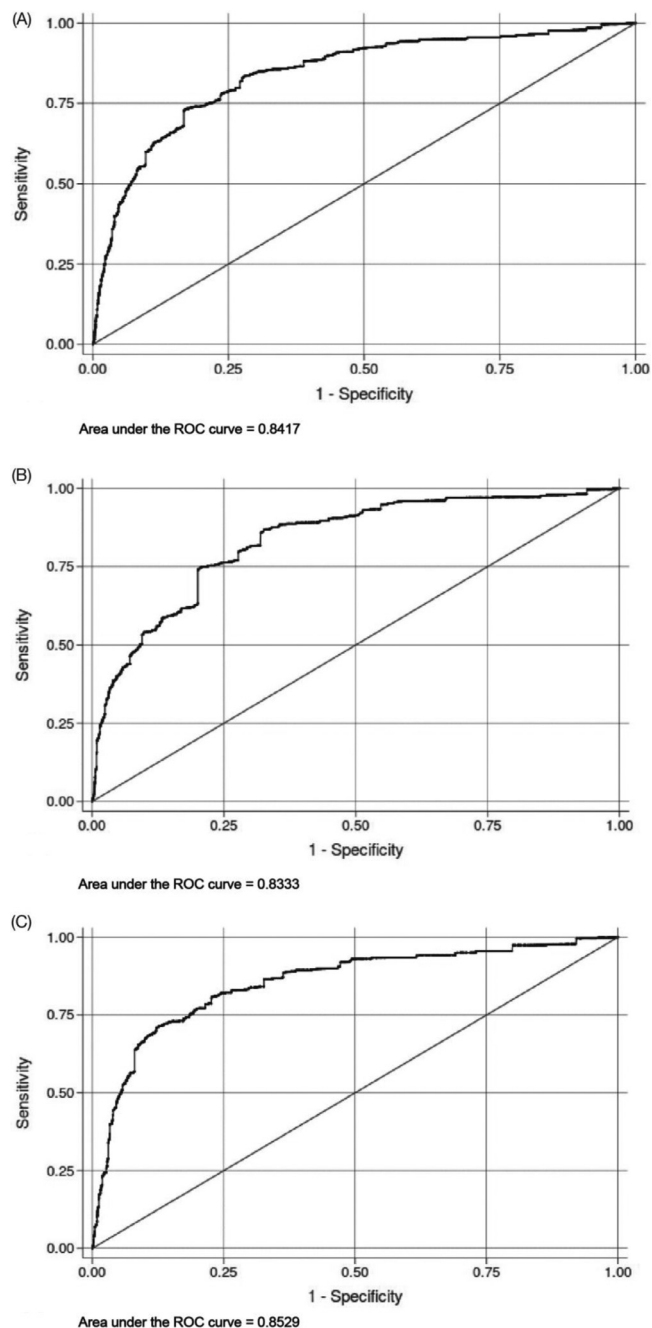 (A)
1.00
0.75
0.50
0.25
0.00
Sensitivity
0.00 0.25 0.50 0.75 1.00
1 - Specificity
Area under the ROC curve = 0.8417
(B)
1.00
0.75
0.50
0.25
0.00
Sensitivity
0.00 0.25 0.50 0.75 1.00
1 - Specificity
Area under the ROC curve = 0.8333
(C)
1.00
0.75
0.50
0.25
0.00
Sensitivity
0.00 0.25 0.50 0.75 1.00
1 - Specificity
Area under the ROC curve = 0.8529